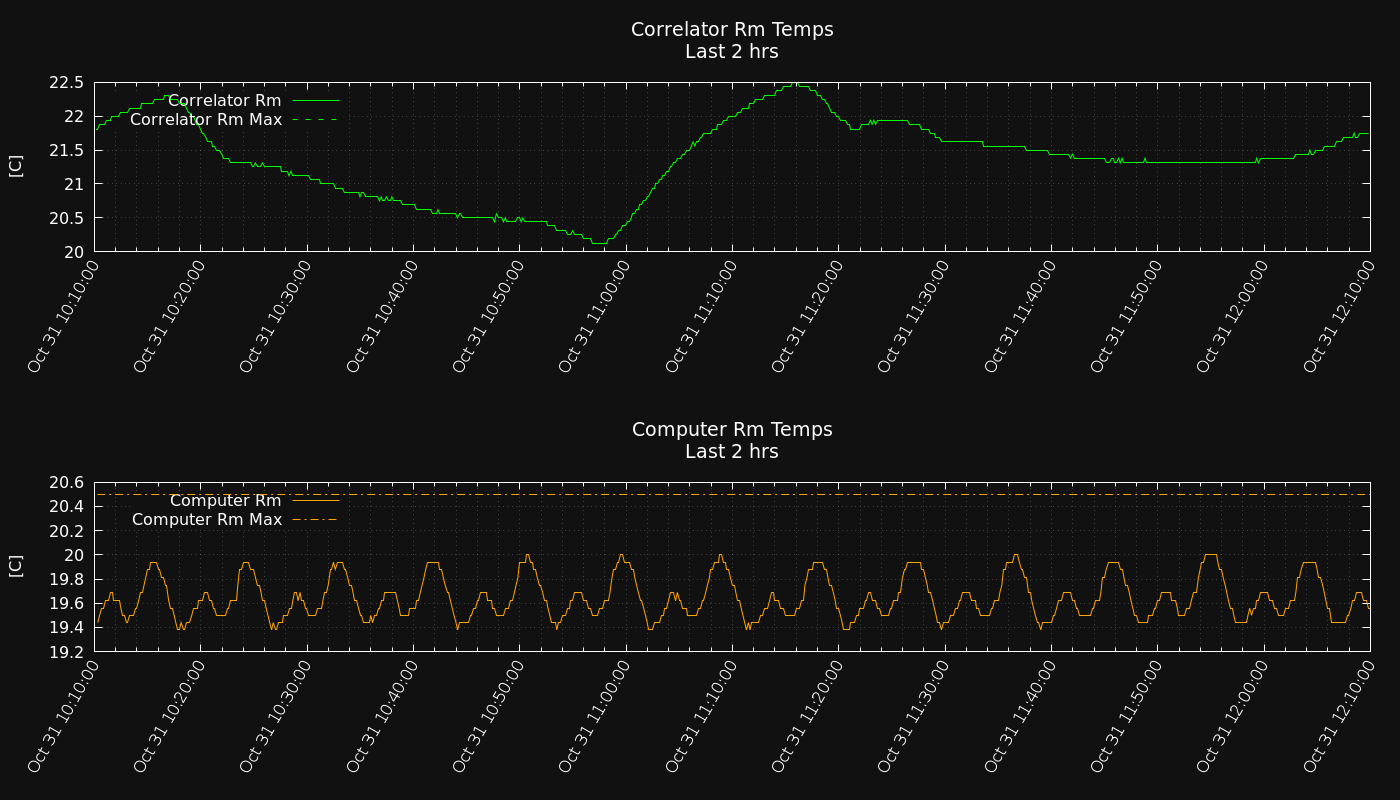 Correlator Rm Temps
Last 2 hrs
22.5
22
21.5
21
20.5
20
[C]
Correlator Rm
Correlator Rm Max
Oct 31 10:10:00
Oct 31 10:20:00
Oct 31 10:30:00
Oct 31 10:40:00
Oct 31 10:50:00
Oct 31 11:00:00
Oct 31 11:10:00
Oct 31 11:20:00
Oct 31 11:30:00
Oct 31 11:40:00
Oct 31 11:50:00
Oct 31 12:00:00
Oct 31 12:10:00
Computer Rm Temps
Last 2 hrs
20.6
20.4
20.2
20
19.8
19.6
19.4
19.2
[C]
Computer Rm
Computer Rm Max
Oct 31 10:10:00
Oct 31 10:20:00
Oct 31 10:30:00
Oct 31 10:40:00
Oct 31 10:50:00
Oct 31 11:00:00
Oct 31 11:10:00
Oct 31 11:20:00
Oct 31 11:30:00
Oct 31 11:40:00
Oct 31 11:50:00
Oct 31 12:00:00
Oct 31 12:10:00